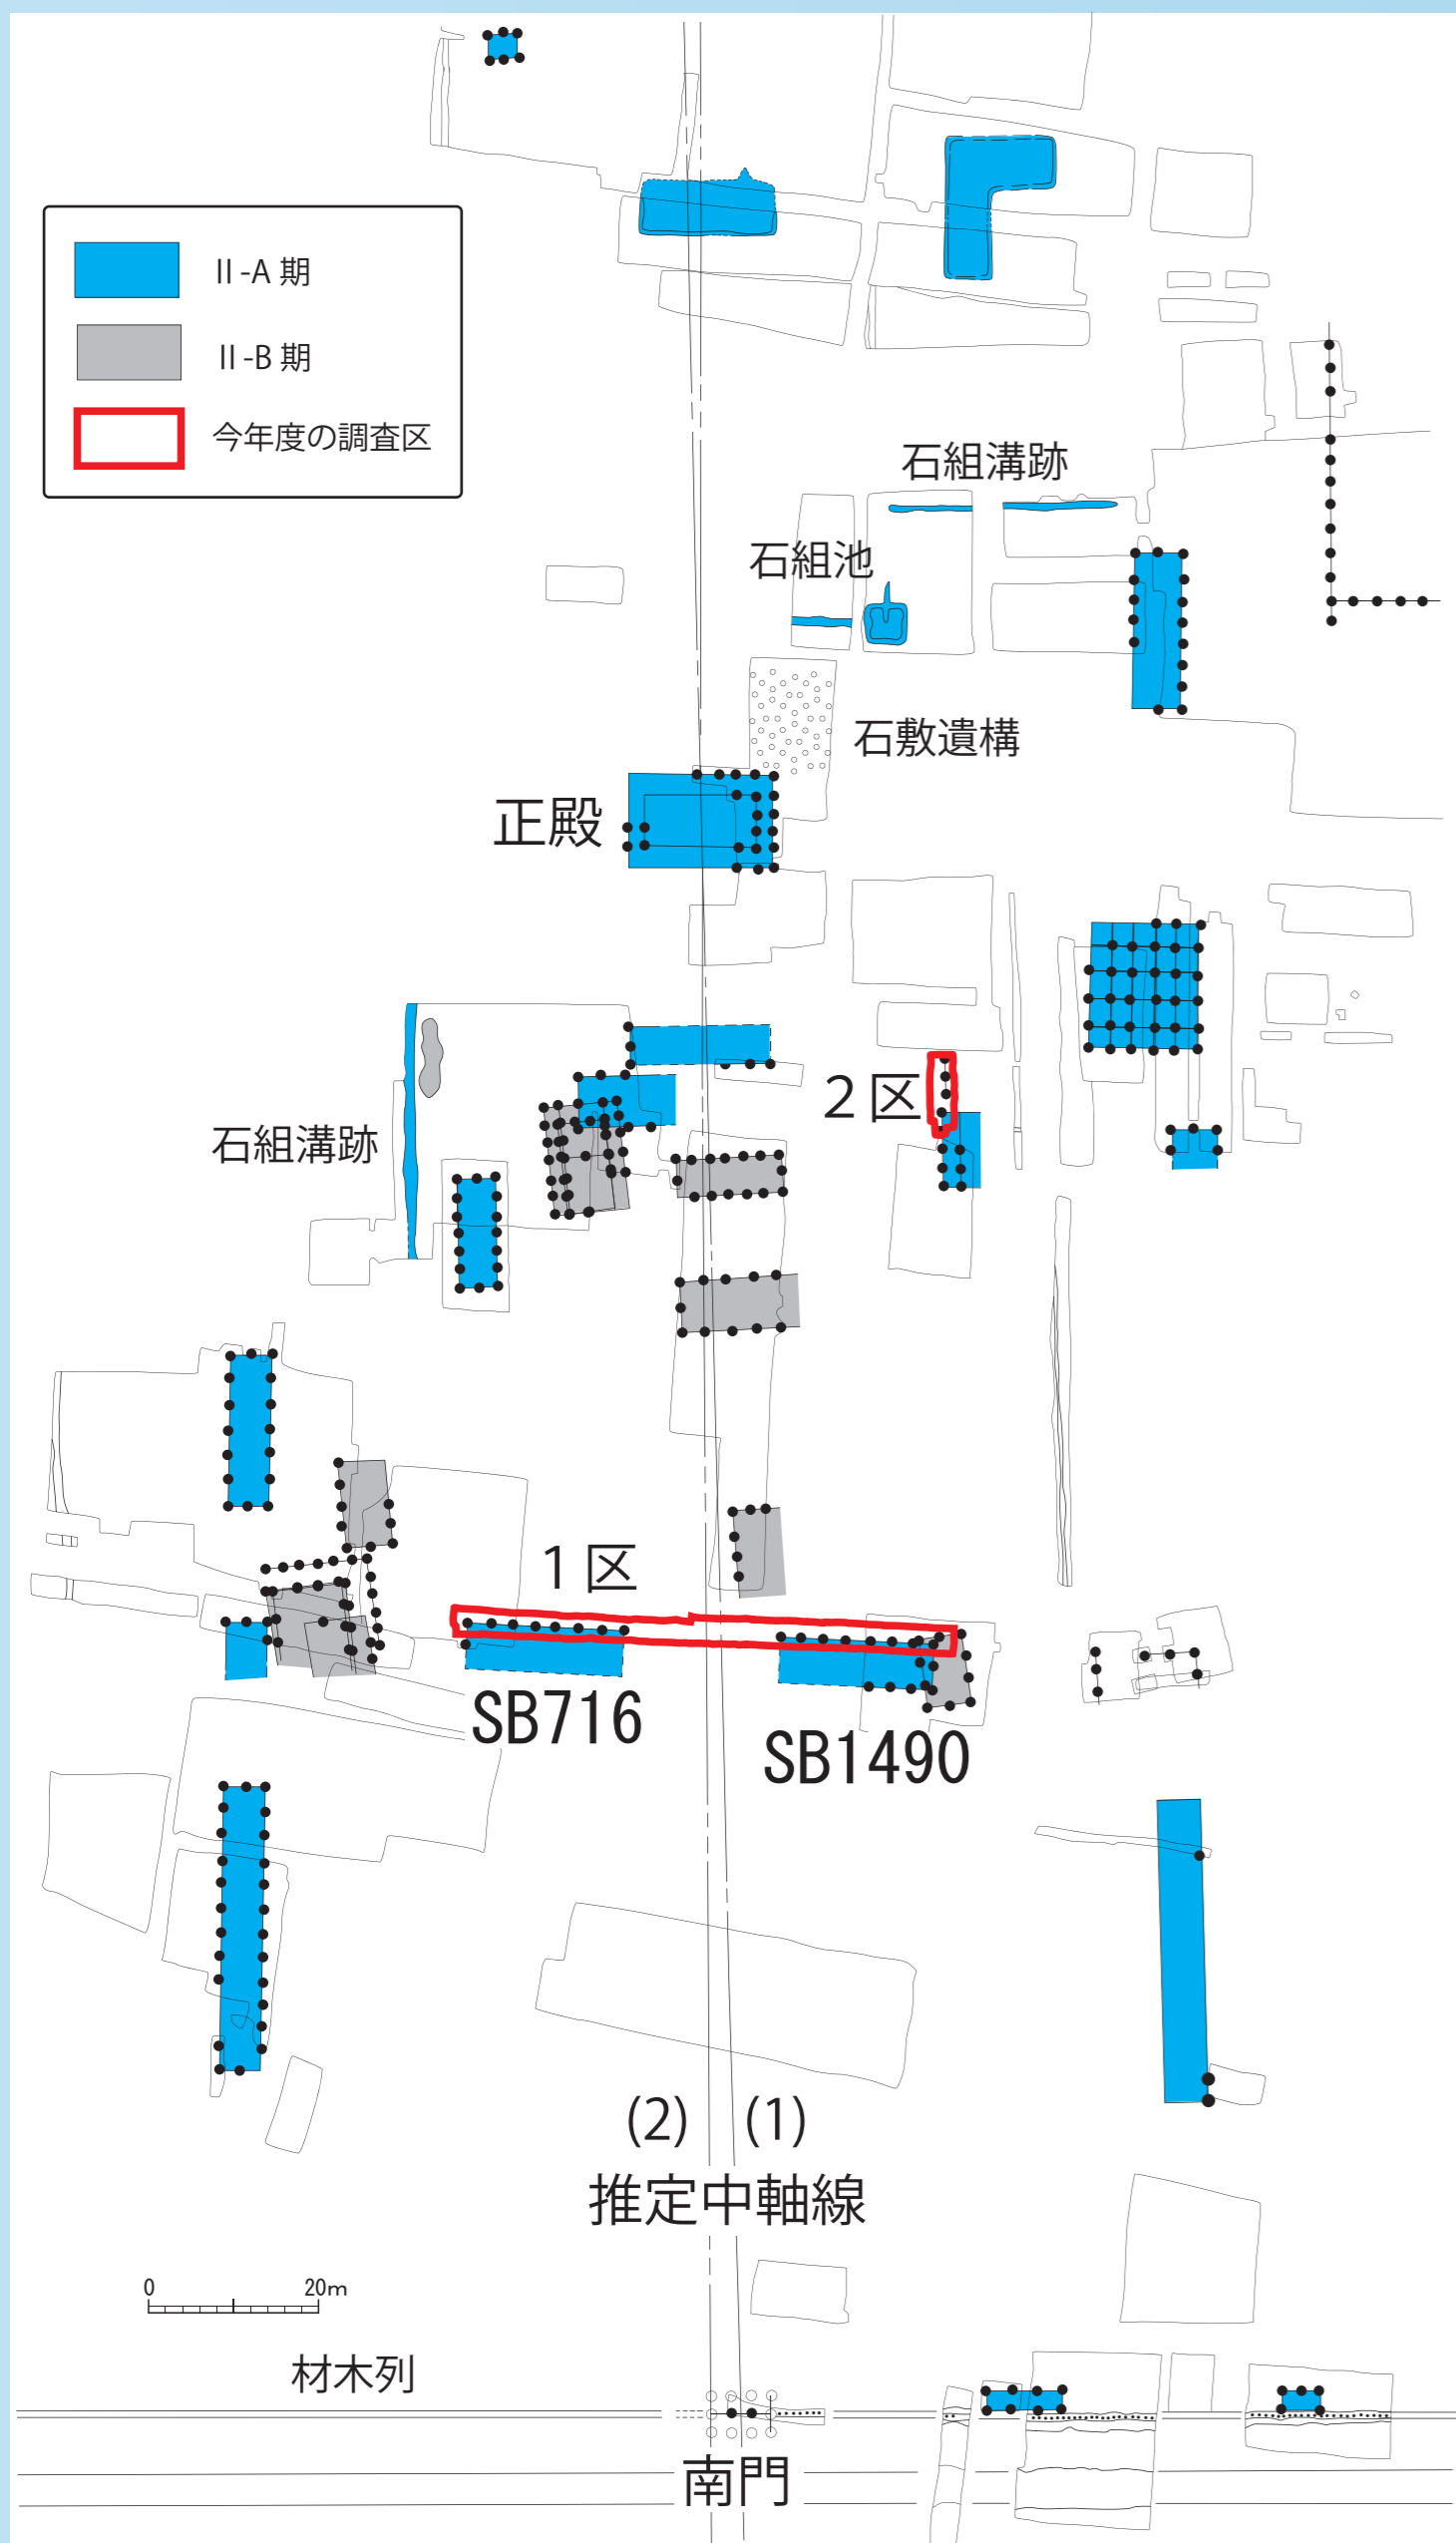 Ⅱ-A 期
Ⅱ-B 期
今年度の調査区
石組溝跡
石組池
石敷遺構
正殿
２区
石組溝跡
１区
SB716
SB1490
(2)
(1)
推定中軸線
0
20m
材木列
南門